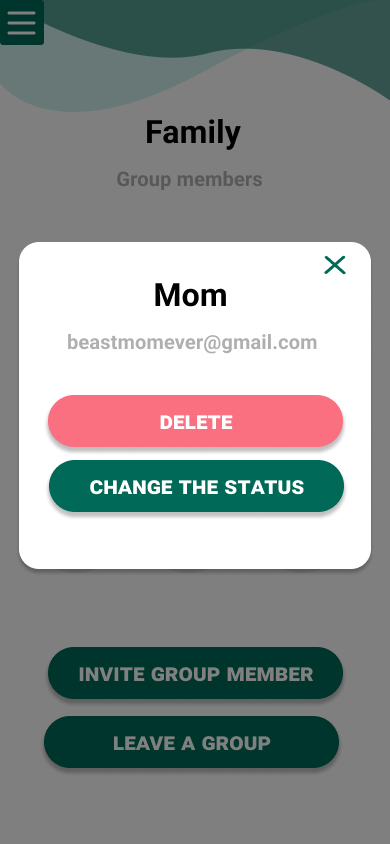 Family
Group members
Mom
beastmomever@gmail.com
DELETE
CHANGE THE STATUS
INVITE GROUP MEMBER
LEAVE A GROUP